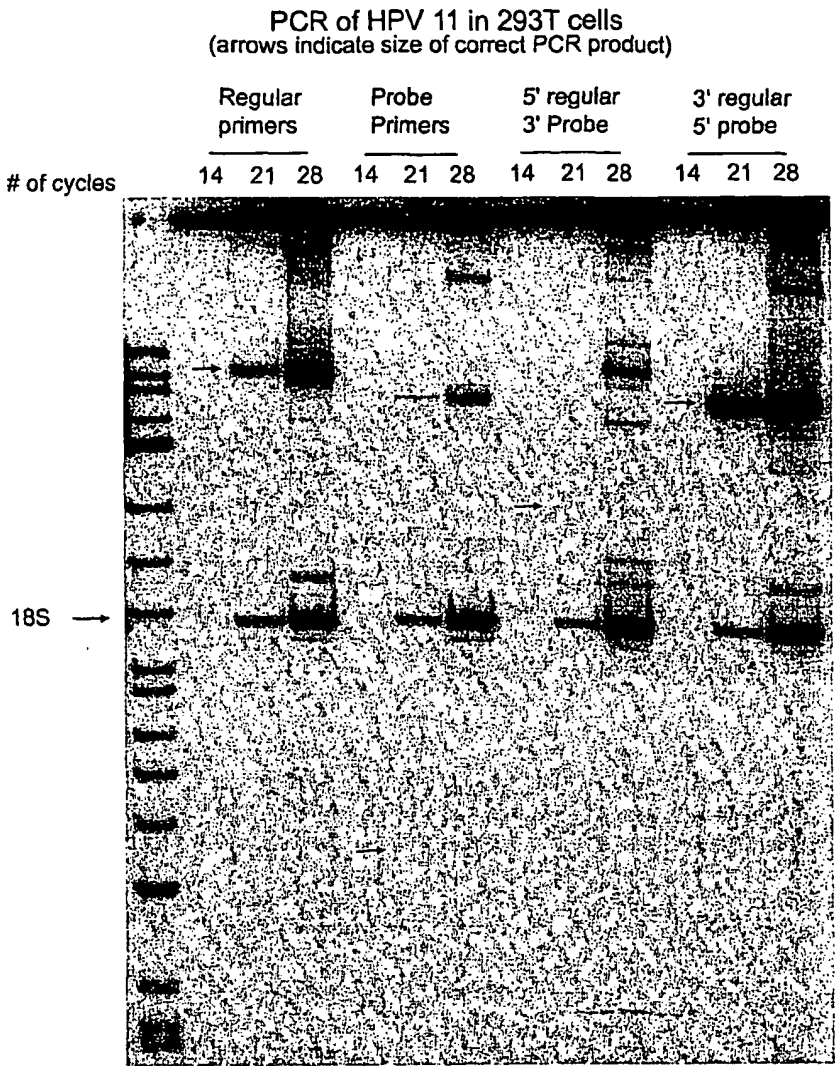 PCR of HPV 11 in 293T cells
(arrows indicate size of correct PCR product)
Regular primers
Probe Primers
5' regular 3' Probe
3' regular 5' probe
# of cycles 14 21 28 14 21 28 14 21 28 14 21 28
18S